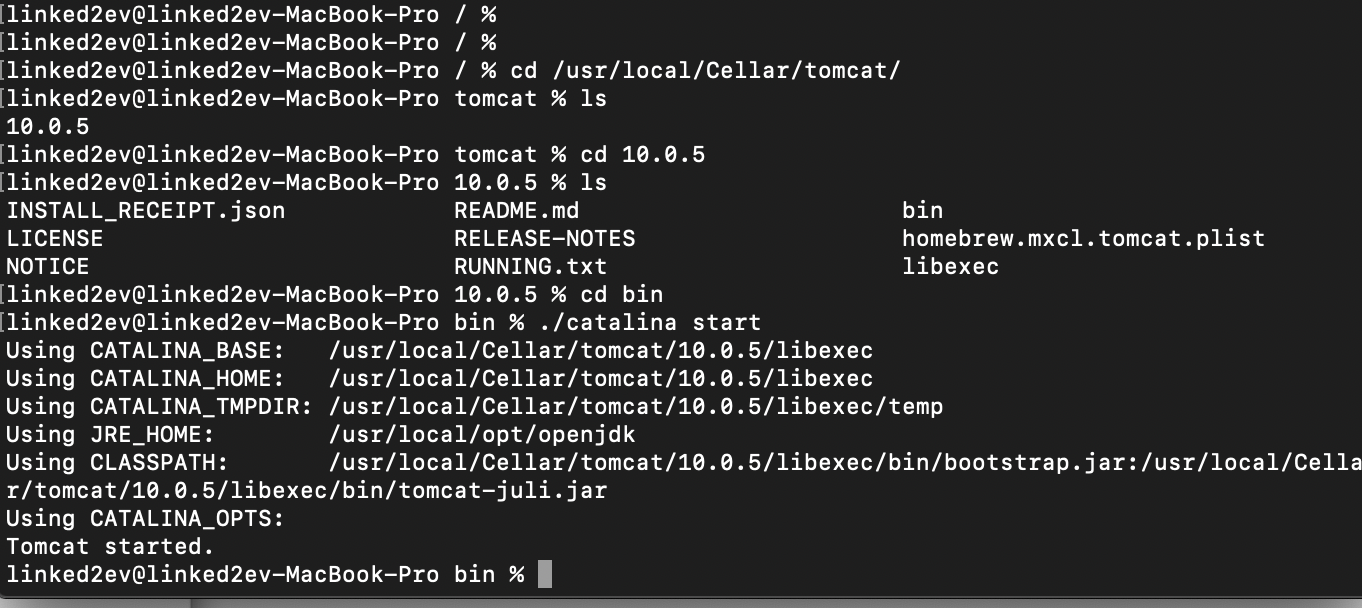 [linked2ev@linked2ev-MacBook-Pro / %
[linked2ev@linked2ev-MacBook-Pro / %
[linked2ev@linked2ev-MacBook-Pro / % cd /usr/local/Cellar/tomcat/
[linked2ev@linked2ev-MacBook-Pro tomcat % ls
10.0.5
[linked2ev@linked2ev-MacBook-Pro tomcat % cd 10.0.5
[linked2ev@linked2ev-MacBook-Pro 10.0.5 % ls
INSTALL_RECEIPT.json README.md bin
LICENSE RELEASE-NOTES homebrew.mxcl.tomcat.plist
NOTICE RUNNING.txt libexec
[linked2ev@linked2ev-MacBook-Pro 10.0.5 % cd bin
[linked2ev@linked2ev-MacBook-Pro bin % ./catalina start
Using CATALINA_BASE: /usr/local/Cellar/tomcat/10.0.5/libexec
Using CATALINA_HOME: /usr/local/Cellar/tomcat/10.0.5/libexec
Using CATALINA_TMPDIR: /usr/local/Cellar/tomcat/10.0.5/libexec/temp
Using JRE_HOME: /usr/local/opt/openjdk
Using CLASSPATH: /usr/local/Cellar/tomcat/10.0.5/libexec/bin/bootstrap.jar:/usr/local/Cella
r/tomcat/10.0.5/libexec/bin/tomcat-juli.jar
Using CATALINA_OPTS:
Tomcat started.
linked2ev@linked2ev-MacBook-Pro bin %